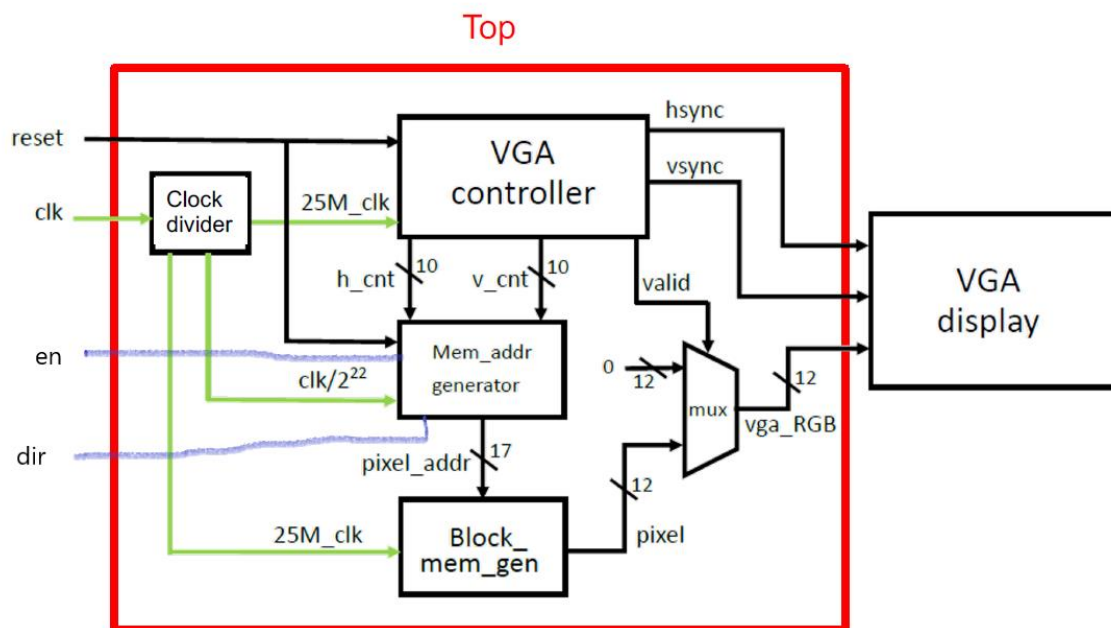 Top
reset
VGA
controller
hsync
vsync
clk
Clock
divider
25M_clk
h_cnt
10
v_cnt
10
valid
VGA
display
en
Mem_addr
generator
clk/2²²
0
12
mux
12
vga_RGB
dir
pixel_addr
17
12
pixel
25M_clk
Block_
mem_gen